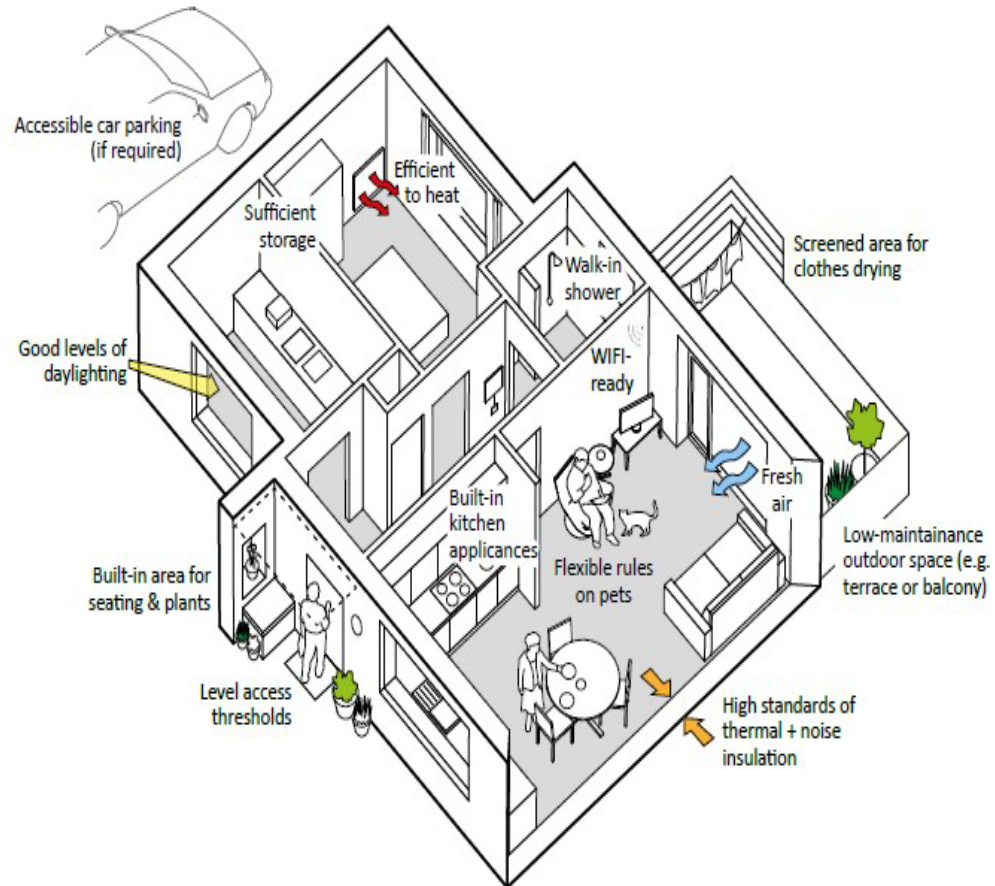 Accessible car parking
(if required)
Efficient
to heat
Sufficient
storage
Walk-in
shower
Screened area for
clothes drying
Good levels of
daylighting
WIFI-
ready
Fresh
air
Built-in
kitchen
applicances
Flexible rules
on pets
Low-maintainance
outdoor space (e.g.
terrace or balcony)
Built-in area for
seating & plants
Level access
thresholds
High standards of
thermal + noise
insulation